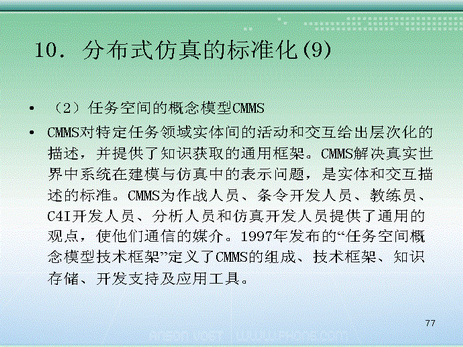 10. 分布式仿真的标准化(9)
• （2）任务空间的概念模型CMMS
• CMMS对特定任务领域实体间的活动和交互给出层次化的
描述，并提供了知识获取的通用框架。CMMS解决真实世
界中系统在建模与仿真中的表示问题，是实体和交互描
述的标准。CMMS为作战人员、条令开发人员、教练员、
C4I开发人员、分析人员和仿真开发人员提供了通用的
观点，使他们通信的媒介。1997年发布的“任务空间概
念模型技术框架”定义了CMMS的组成、技术框架、知识
存储、开发支持及应用工具。
77